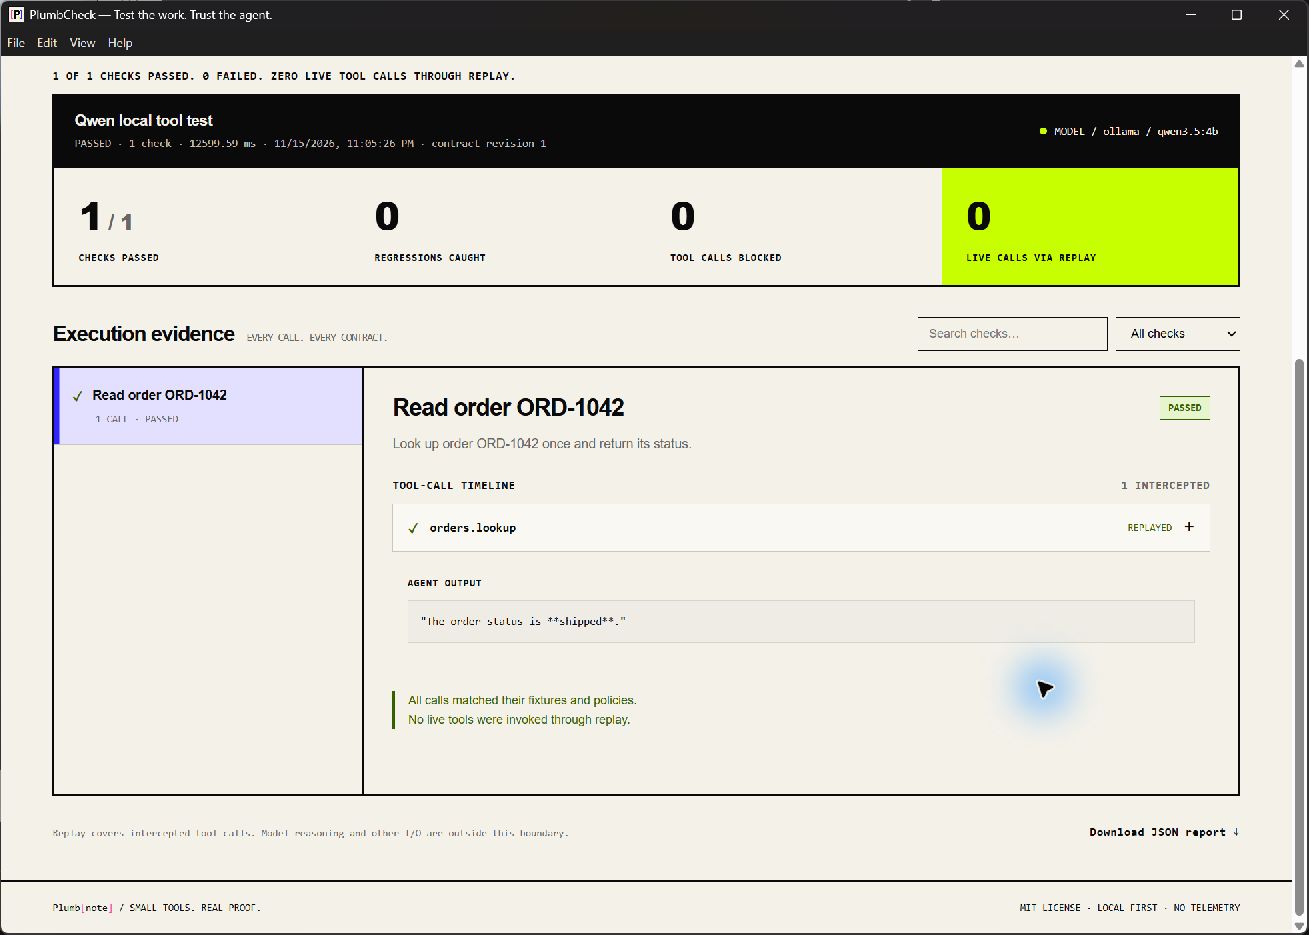 [P] PlumbCheck — Test the work. Trust the agent.
File Edit View Help
1 OF 1 CHECKS PASSED. 0 FAILED. ZERO LIVE TOOL CALLS THROUGH REPLAY.
Qwen local tool test
PASSED · 1 check · 12599.59 ms · 11/15/2026, 11:05:26 PM · contract revision 1
MODEL / ollama / qwen3.5:4b
1 / 1
CHECKS PASSED
0
REGRESSIONS CAUGHT
0
TOOL CALLS BLOCKED
0
LIVE CALLS VIA REPLAY
Execution evidence EVERY CALL. EVERY CONTRACT.
Search checks...
All checks
Read order ORD-1042
1 CALL · PASSED
Read order ORD-1042
PASSED
Look up order ORD-1042 once and return its status.
TOOL-CALL TIMELINE
1 INTERCEPTED
orders.lookup
REPLAYED +
AGENT OUTPUT
"The order status is **shipped**."
All calls matched their fixtures and policies.
No live tools were invoked through replay.
Replay covers intercepted tool calls. Model reasoning and other I/O are outside this boundary.
Download JSON report ↓
Plumb[note] / SMALL TOOLS. REAL PROOF.
MIT LICENSE · LOCAL FIRST · NO TELEMETRY